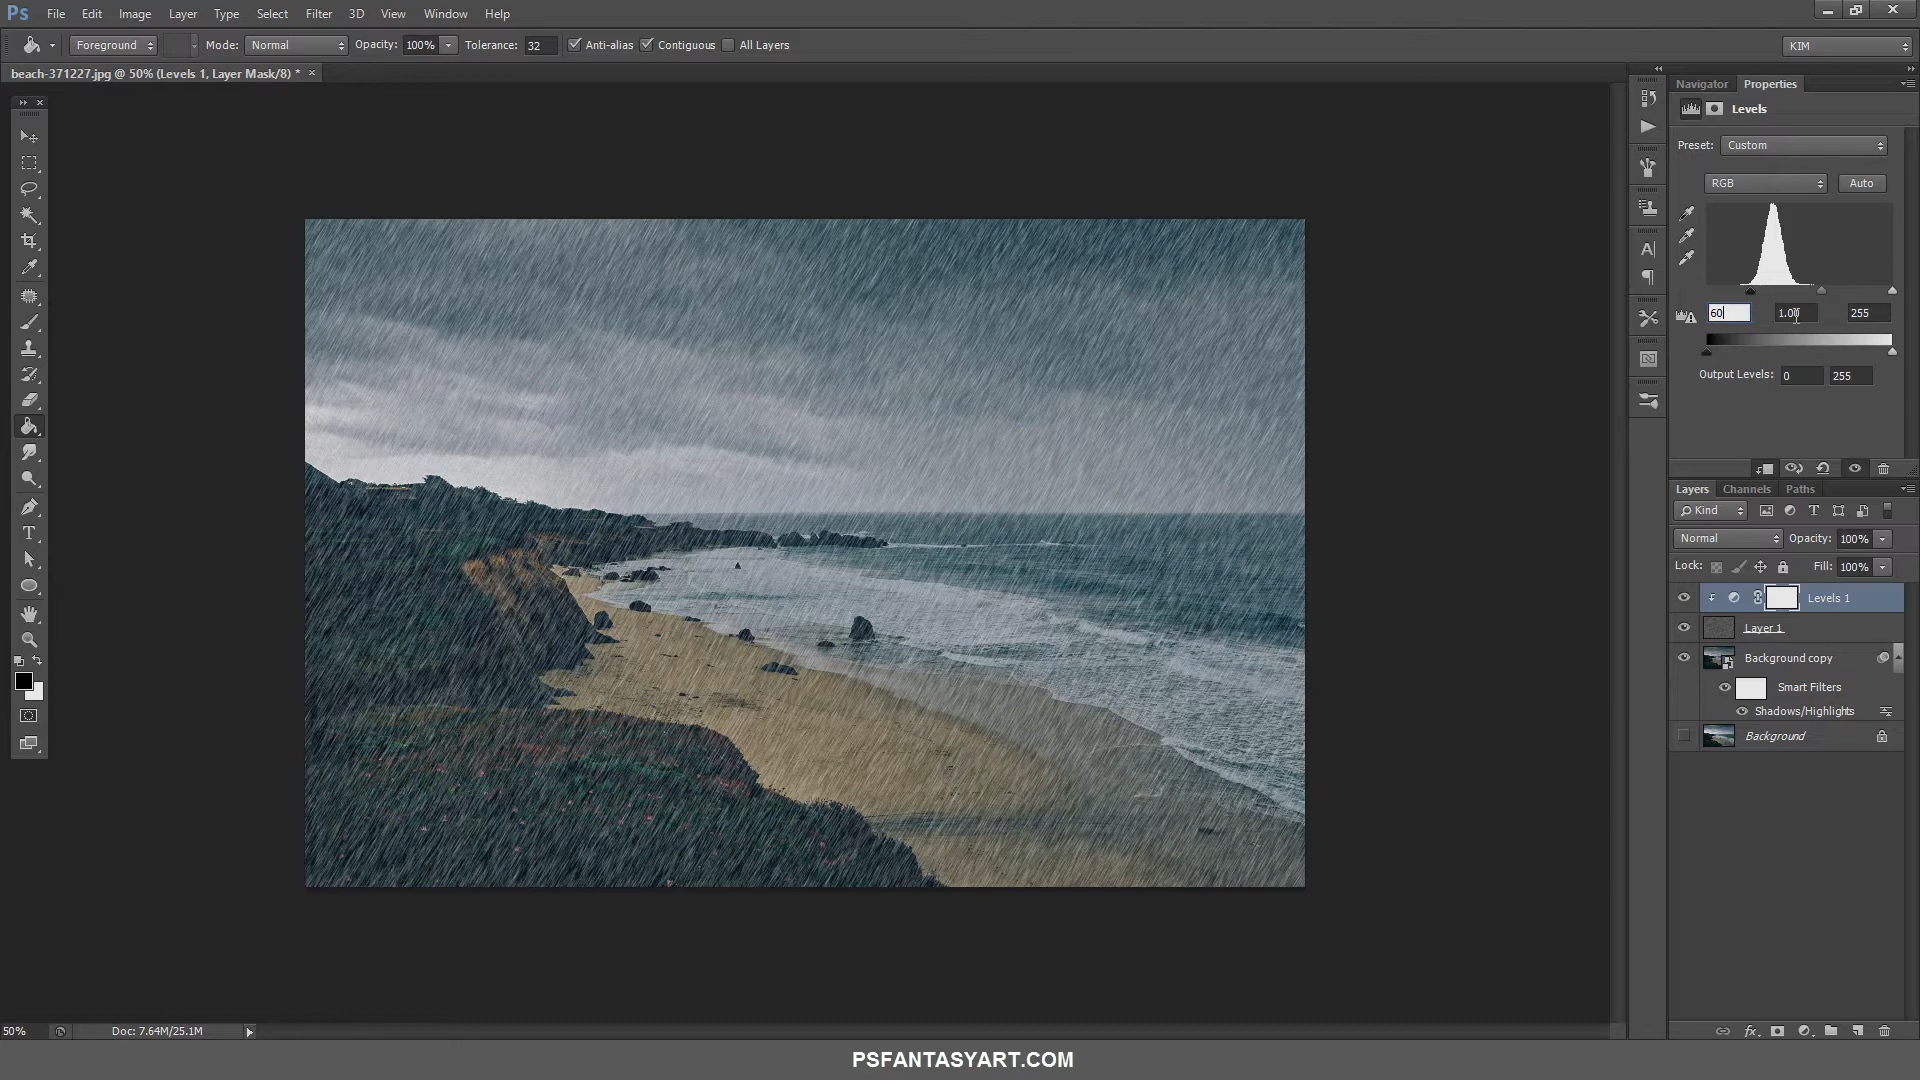 Ps File Edit Image Layer Type Select Filter 3D View Window Help
Foreground Mode: Normal Opacity: 100% Tolerance: 32 Anti-alias Contiguous All Layers KIM
beach-371227.jpg @ 50% (Levels 1, Layer Mask/8) * ×
Navigator Properties
Levels
Preset: Custom
RGB Auto
60 1.00 255
Output Levels: 0 255
Layers Channels Paths
Kind
Normal Opacity: 100%
Lock: Fill: 100%
Levels 1
Layer 1
Background copy
Smart Filters
Shadows/Highlights
Background
50% Doc: 7.64M/25.1M
PSFANTASYART.COM